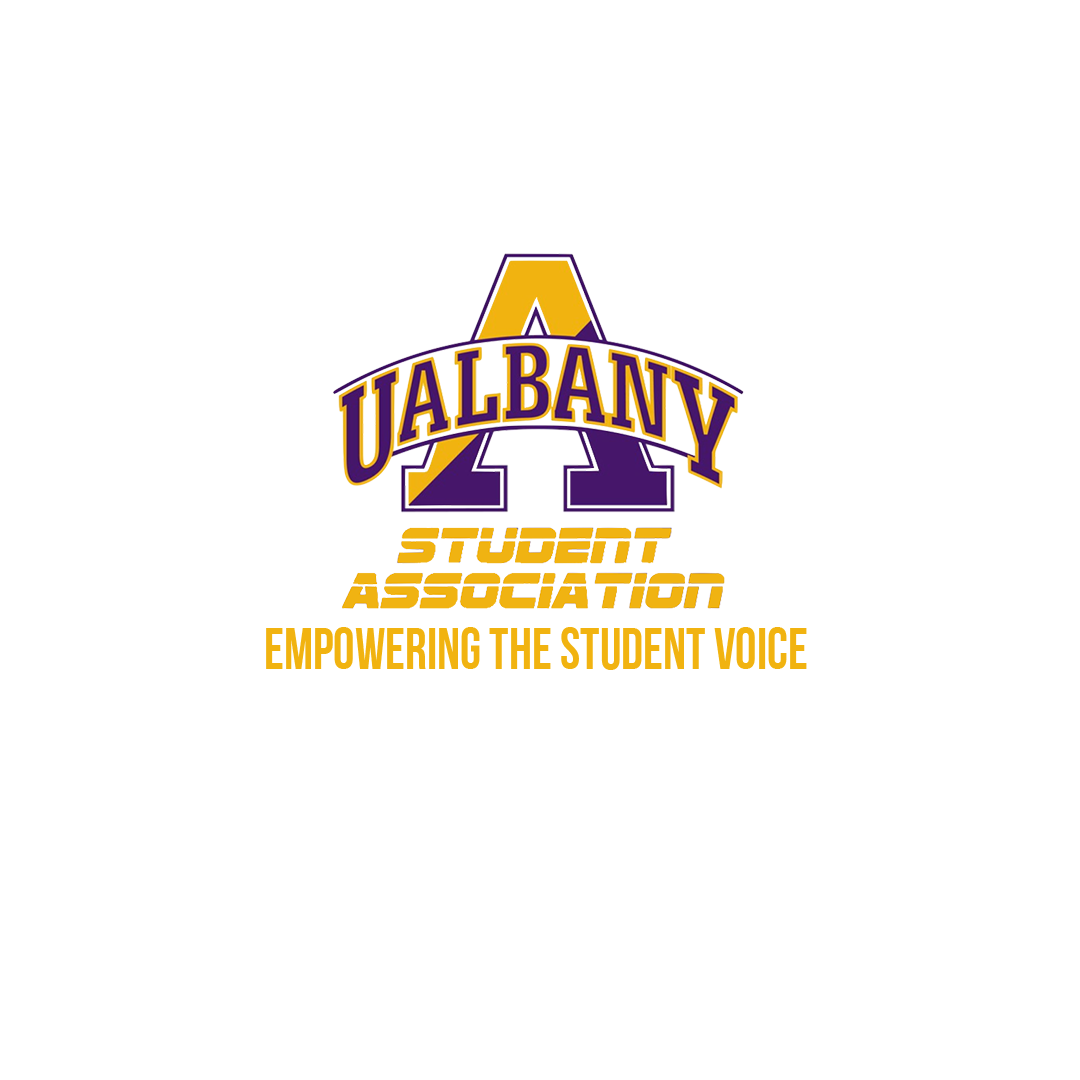 A
UALBANY
STUDENT
ASSOCIATION
EMPOWERING THE STUDENT VOICE